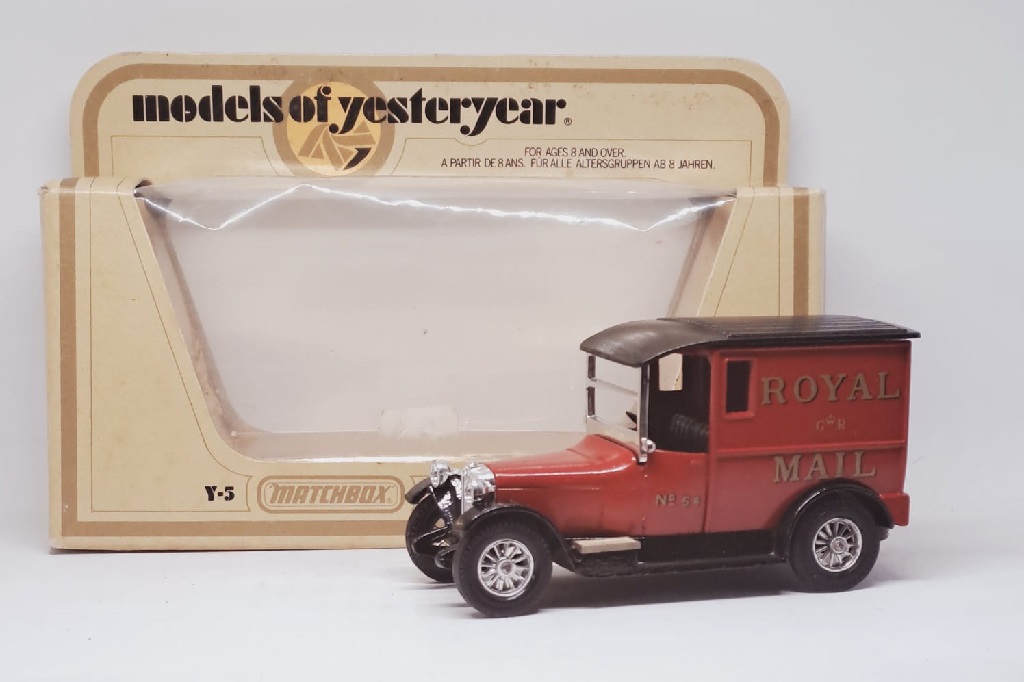 models of yesteryear®
FOR AGES 8 AND OVER.
A PARTIR DE 8 ANS. FÜR ALLE ALTERSGRUPPEN AB 8 JAHREN.
Y-5
MATCHBOX
ROYAL
G R
MAIL
Nº 54